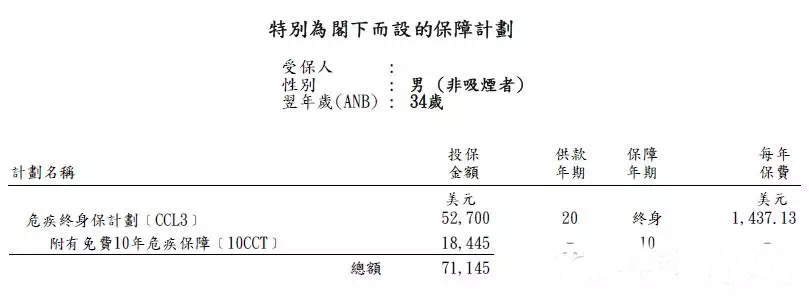 特別為閣下而設的保障計劃
受保人 :
性別 : 男 (非吸煙者)
翌年歲(ANB) : 34歲
投保 供款 保障 每年
計劃名稱 金額 年期 年期 保費
美元 美元
危疾終身保計劃〔CCL3〕 52,700 20 終身 1,437.13
附有免費10年危疾保障〔10CCT〕 18,445 - 10 -
總額 71,145